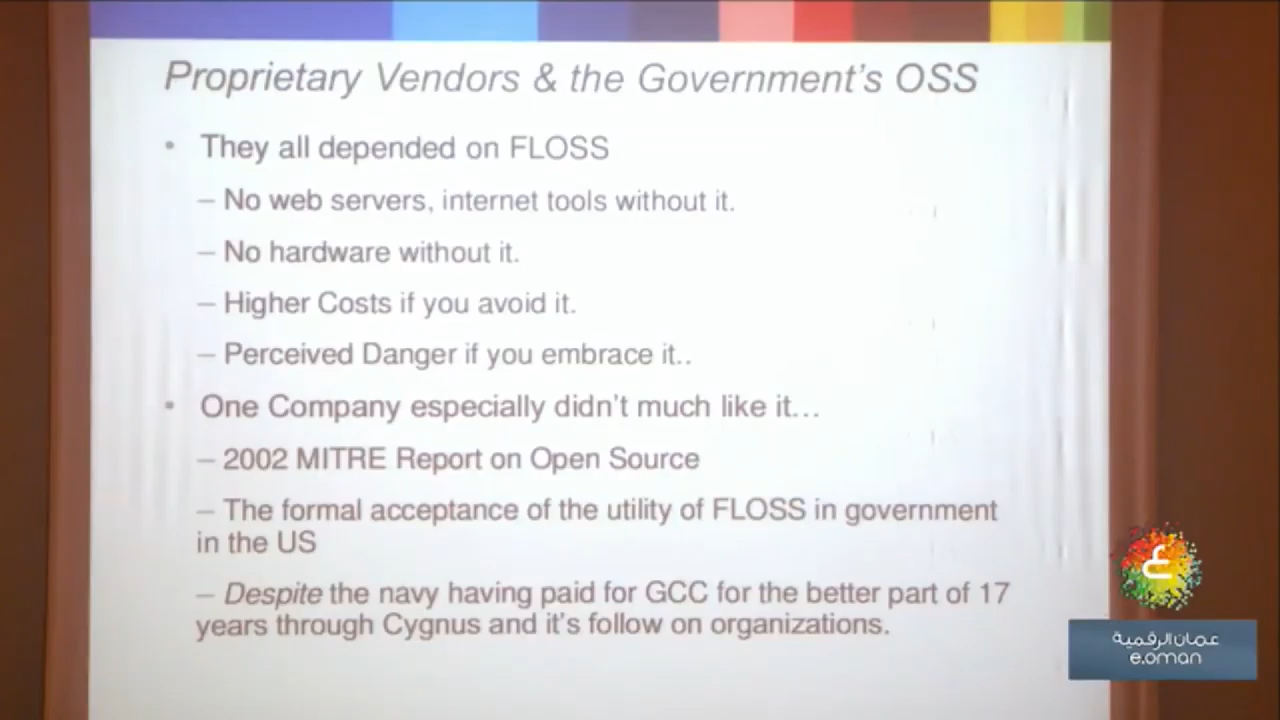 Proprietary Vendors & the Government's OSS
• They all depended on FLOSS
– No web servers, internet tools without it.
– No hardware without it.
– Higher Costs if you avoid it.
– Perceived Danger if you embrace it..
• One Company especially didn't much like it...
– 2002 MITRE Report on Open Source
– The formal acceptance of the utility of FLOSS in government
in the US
– Despite the navy having paid for GCC for the better part of 17
years through Cygnus and it's follow on organizations.
ع
عمان الرقمية
e.oman